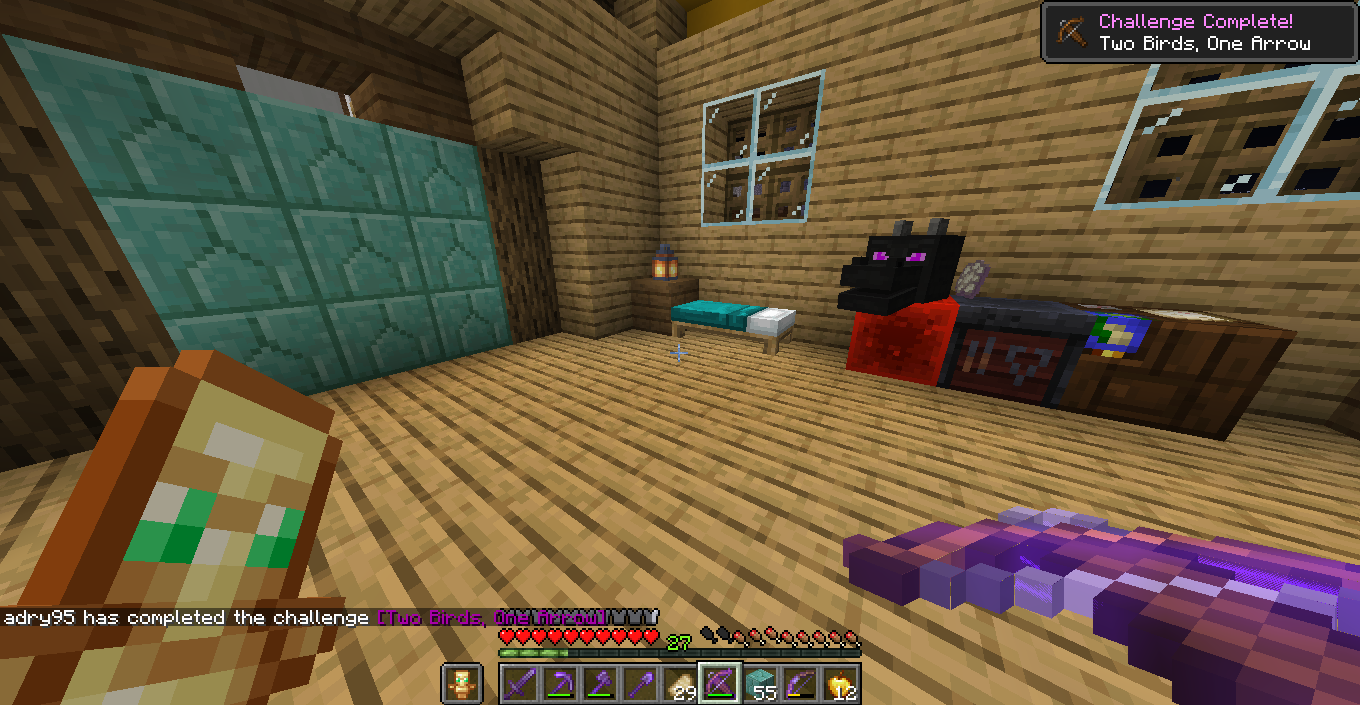 Challenge Complete!
Two Birds, One Arrow
adry95 has completed the challenge [Two Birds, One Arrow]
27
29
55
12